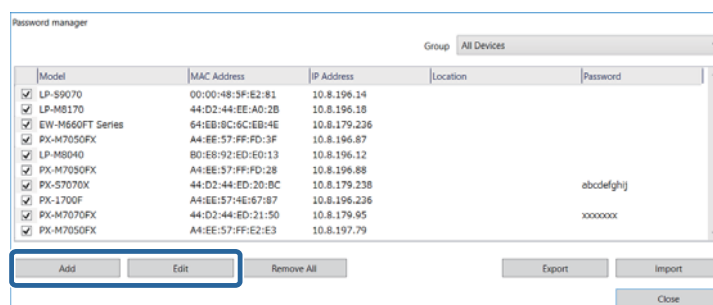 Password manager
Group All Devices
Model MAC Address IP Address Location Password
LP-S9070 00:00:48:5F:E2:81 10.8.196.14
LP-M8170 44:D2:44:EE:A0:2B 10.8.196.18
EW-M660FT Series 64:EB:8C:6C:EB:4E 10.8.179.236
PX-M7050FX A4:EE:57:FF:FD:3F 10.8.196.87
LP-M8040 B0:E8:92:ED:E0:13 10.8.196.12
PX-M7050FX A4:EE:57:FF:FD:28 10.8.196.88
PX-S7070X 44:D2:44:ED:20:BC 10.8.179.238 abcdefghij
PX-1700F A4:EE:57:4E:67:87 10.8.196.236
PX-M7070FX 44:D2:44:ED:21:50 10.8.179.95 xxxxxxx
PX-M7050FX A4:EE:57:FF:E2:E3 10.8.197.79
Add Edit Remove All Export Import
Close